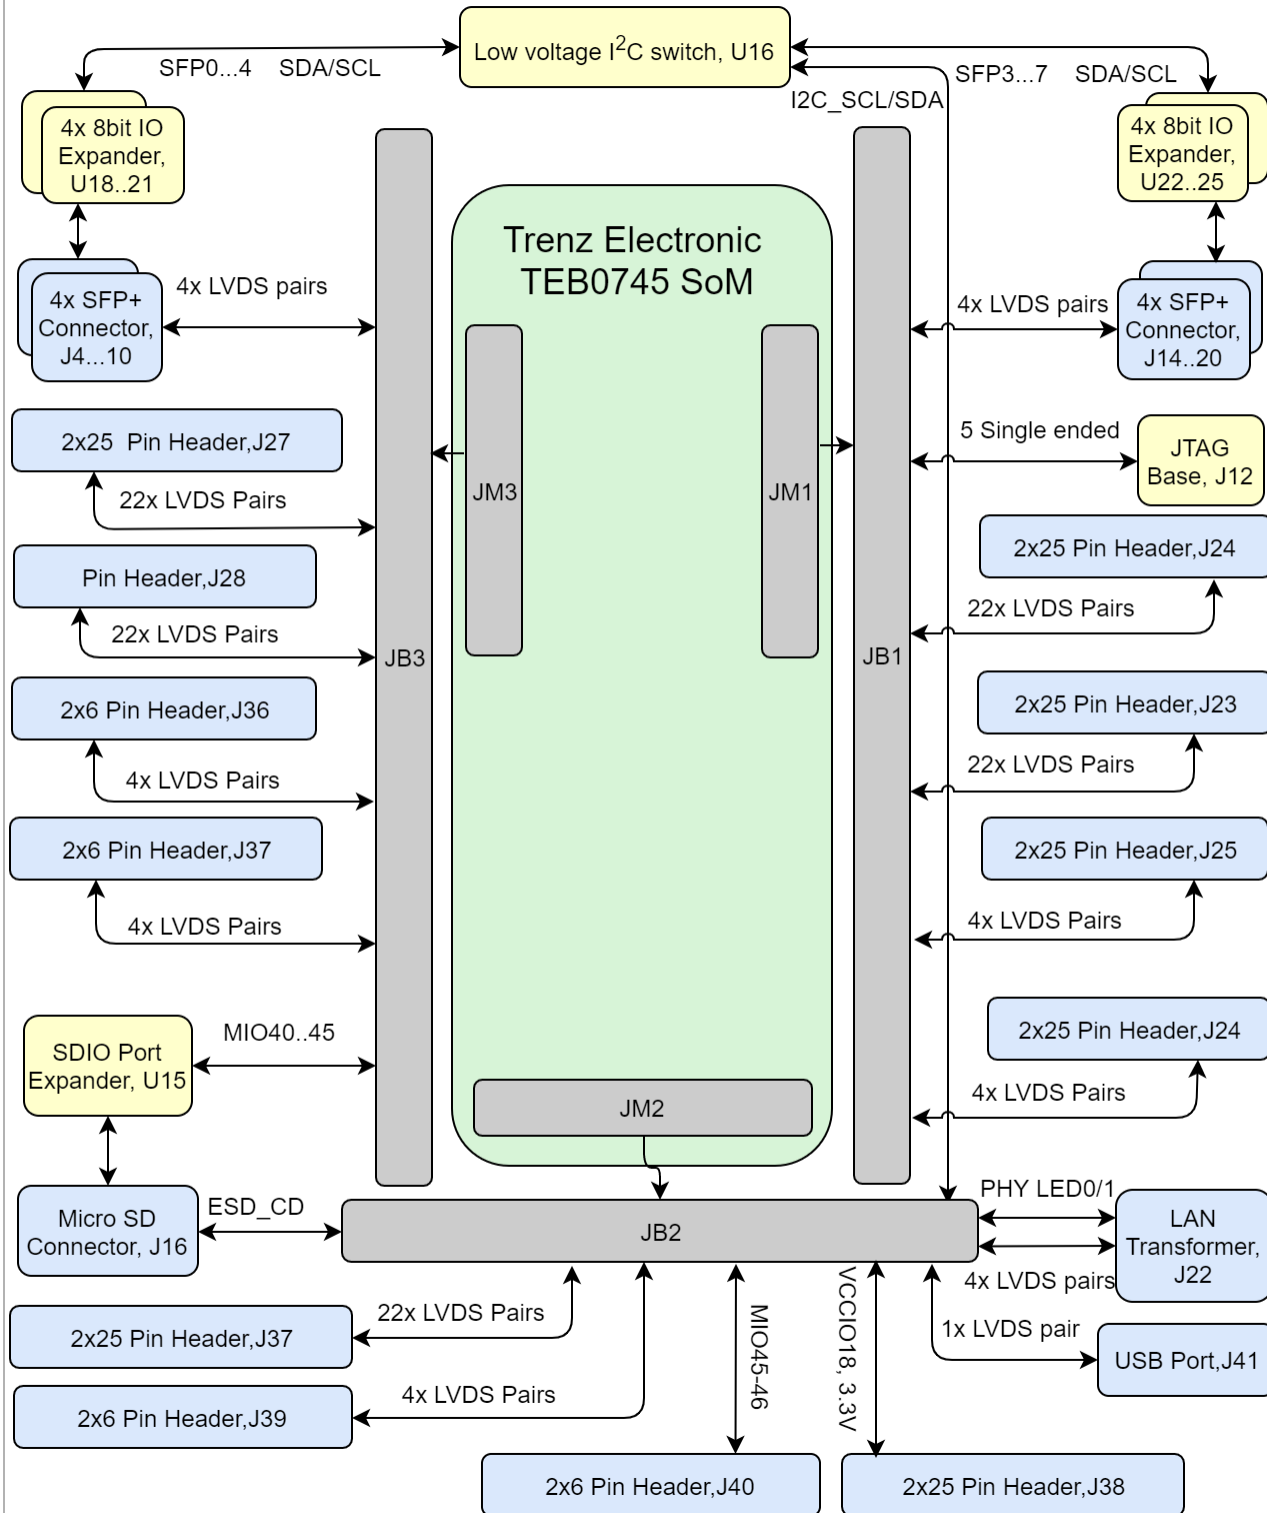 Low voltage I2C switch, U16
SFP0...4 SDA/SCL
SFP3...7 SDA/SCL
I2C_SCL/SDA
4x 8bit IO
Expander,
U18..21
4x 8bit IO
Expander,
U22..25
Trenz Electronic
TEB0745 SoM
4x LVDS pairs
4x SFP+
Connector,
J4...10
4x LVDS pairs
4x SFP+
Connector,
J14..20
2x25 Pin Header,J27
22x LVDS Pairs
5 Single ended
JTAG
Base, J12
JM3
JM1
Pin Header,J28
22x LVDS Pairs
2x25 Pin Header,J24
22x LVDS Pairs
JB3
JB1
2x6 Pin Header,J36
4x LVDS Pairs
2x25 Pin Header,J23
22x LVDS Pairs
2x6 Pin Header,J37
4x LVDS Pairs
2x25 Pin Header,J25
4x LVDS Pairs
MIO40..45
SDIO Port
Expander, U15
2x25 Pin Header,J24
4x LVDS Pairs
JM2
ESD_CD
Micro SD
Connector, J16
JB2
PHY LED0/1
LAN
Transformer,
J22
4x LVDS pairs
22x LVDS Pairs
2x25 Pin Header,J37
MIO45-46
VCCIO18, 3.3V
1x LVDS pair
USB Port,J41
4x LVDS Pairs
2x6 Pin Header,J39
2x6 Pin Header,J40
2x25 Pin Header,J38